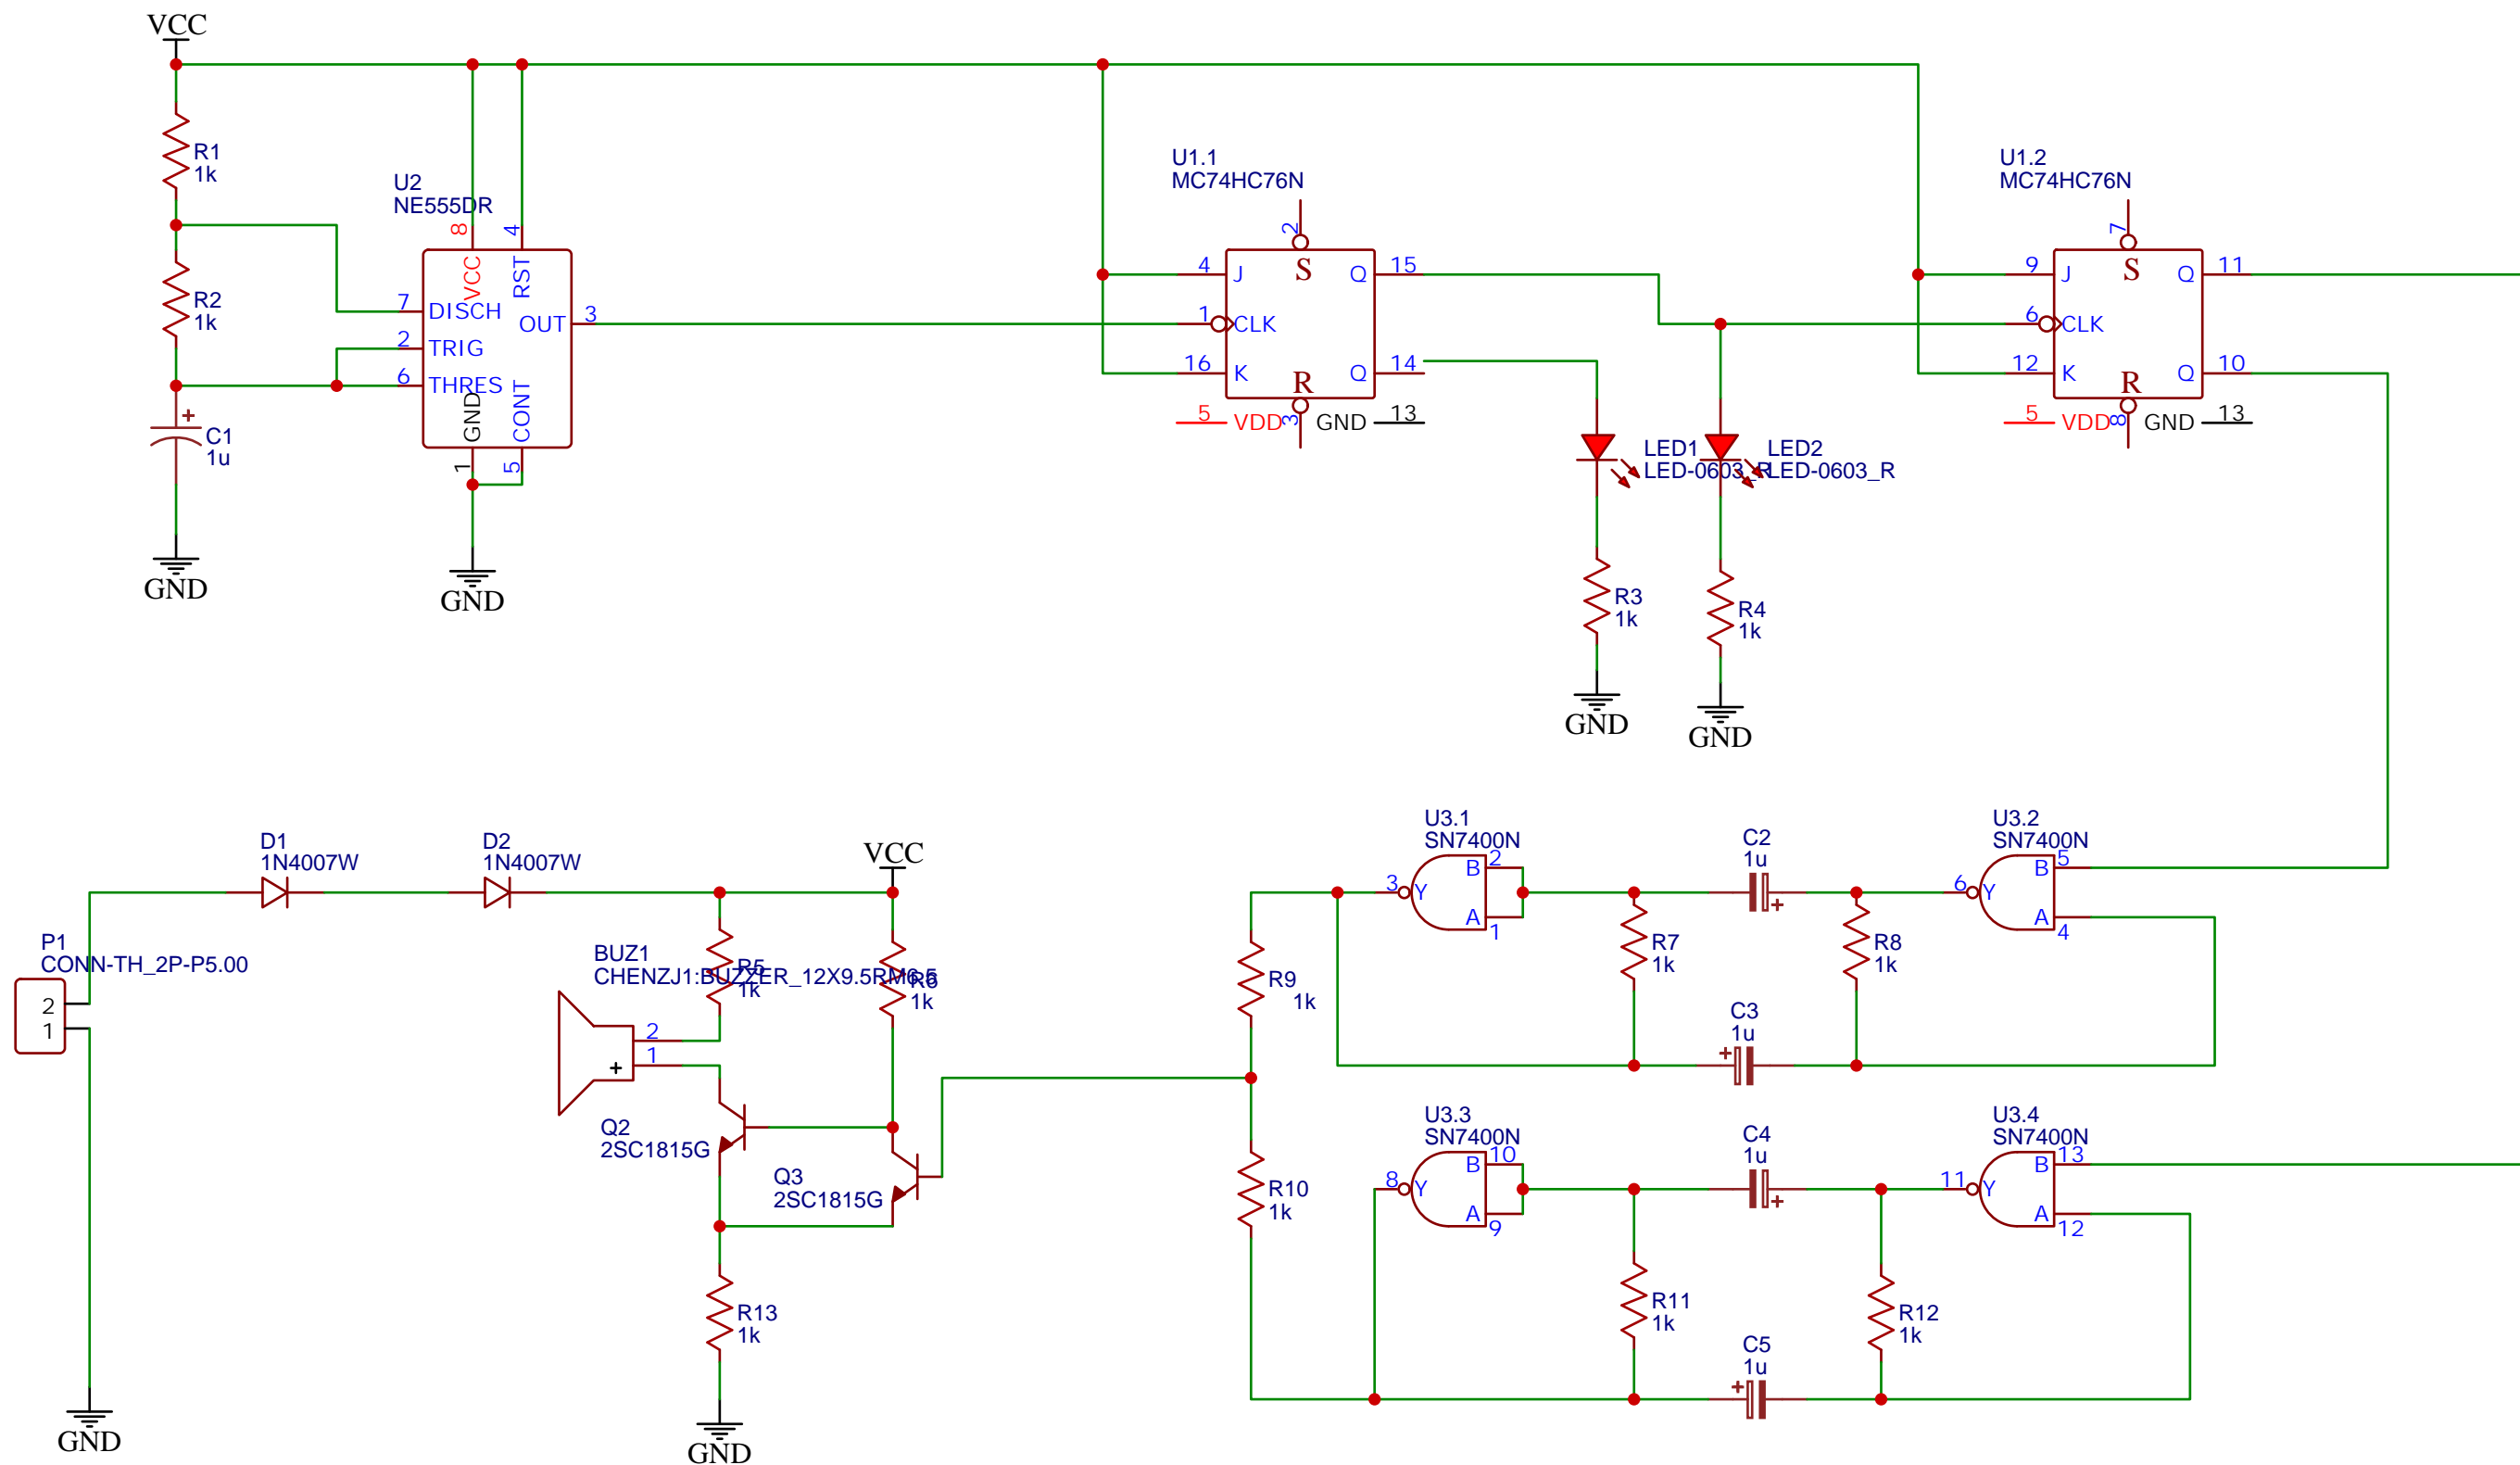 VCC
R1
1k
R2
1k
C1
1u
+
GND
U2
NE555DR
8
4
VCC
RST
7
DISCH
2
TRIG
6
THRES
OUT
3
GND
CONT
1
5
GND
U1.1
MC74HC76N
2
S
4
J
Q
15
1
CLK
16
K
Q
14
R
5
VDD
3
GND
13
LED1
LED-0603_R
LED2
LED-0603_R
R3
1k
GND
R4
1k
GND
U1.2
MC74HC76N
7
S
9
J
Q
11
6
CLK
12
K
Q
10
R
5
VDD
8
GND
13
D1
1N4007W
D2
1N4007W
VCC
P1
CONN-TH_2P-P5.00
2
1
GND
BUZ1
CHENZJ1:BUZZER_12X9.5RM6.5
R5
1k
R6
1k
2
1
+
Q2
2SC1815G
Q3
2SC1815G
R13
1k
GND
R9
1k
R10
1k
U3.1
SN7400N
3
Y
B
2
A
1
C2
1u
+
R7
1k
R8
1k
C3
1u
+
U3.2
SN7400N
6
Y
B
5
A
4
U3.3
SN7400N
8
Y
B
10
A
9
C4
1u
+
R11
1k
R12
1k
C5
1u
+
U3.4
SN7400N
11
Y
B
13
A
12